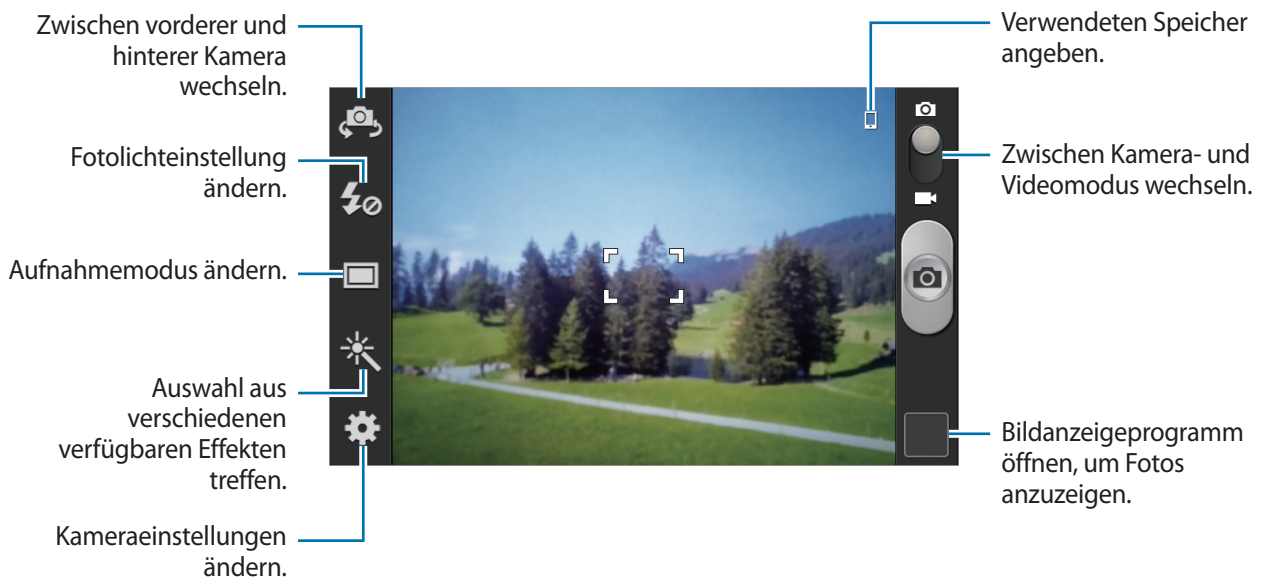 Zwischen vorderer und
hinterer Kamera
wechseln.
Fotolichteinstellung
ändern.
Aufnahmemodus ändern.
Auswahl aus
verschiedenen
verfügbaren Effekten
treffen.
Kameraeinstellungen
ändern.
Verwendeten Speicher
angeben.
Zwischen Kamera- und
Videomodus wechseln.
Bildanzeigeprogramm
öffnen, um Fotos
anzuzeigen.